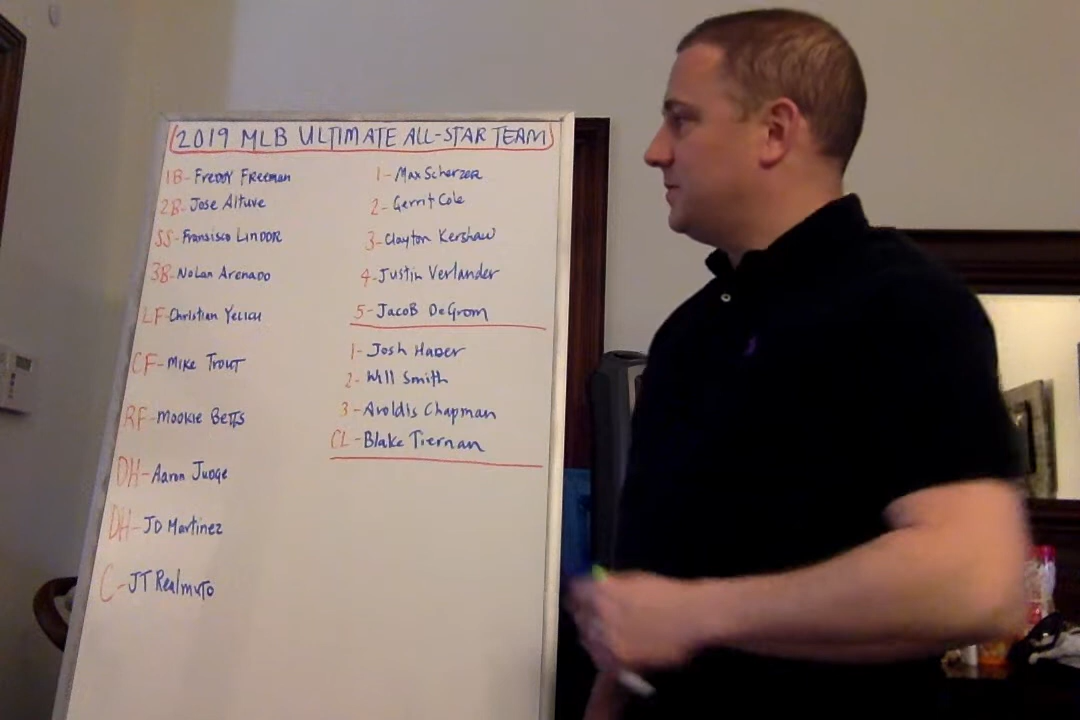 2019 MLB ULTIMATE ALL-STAR TEAM
1B-Freddy Freeman
2B-Jose Altuve
SS-Fransisco Lindor
3B-Nolan Arenado
LF-Christian Yelich
CF-Mike Trout
RF-Mookie Betts
DH-Aaron Judge
DH-JD Martinez
C-JT Realmuto
1-Max Scherzer
2-Gerrit Cole
3-Clayton Kershaw
4-Justin Verlander
5-Jacob DeGrom
1-Josh Hader
2-Will Smith
3-Aroldis Chapman
CL-Blake Tiernan